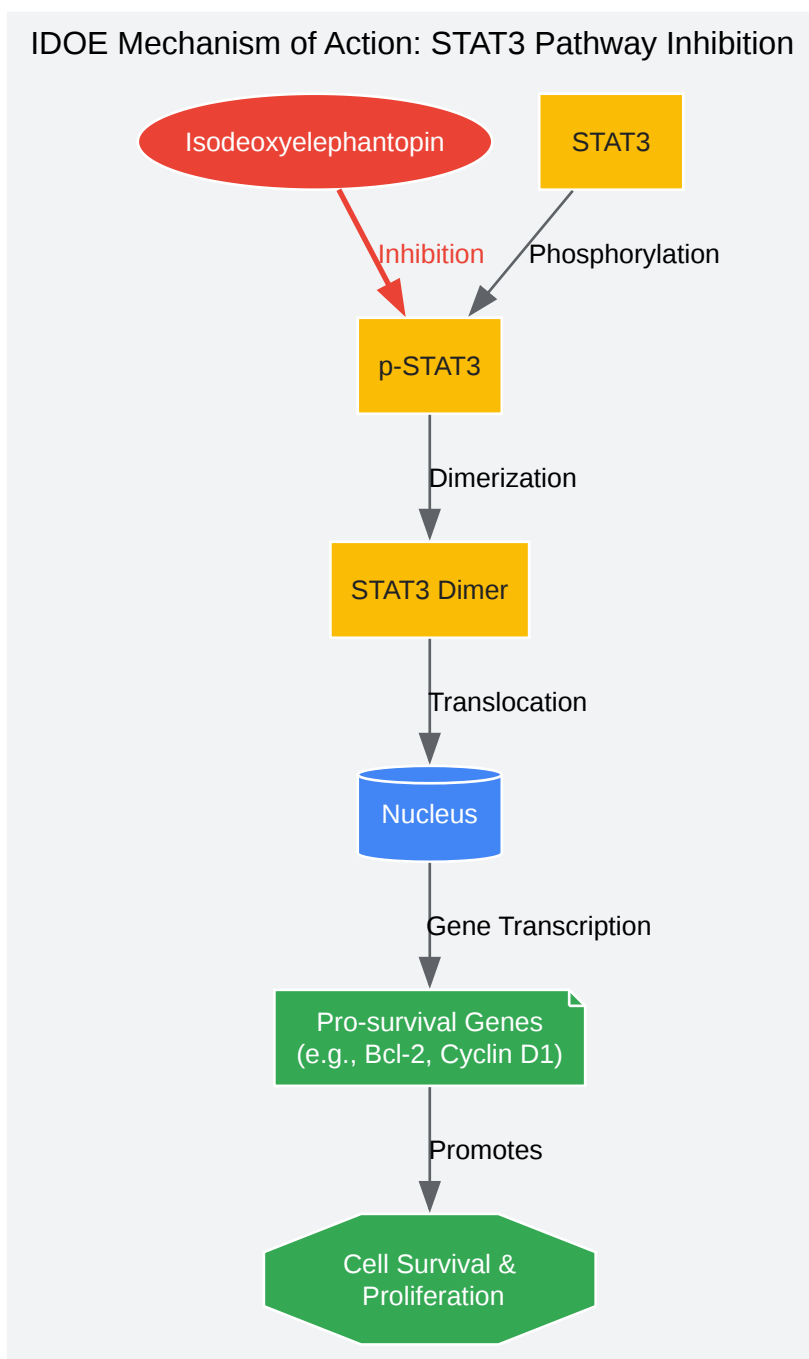 IDOE Mechanism of Action: STAT3 Pathway Inhibition
Isodeoxyelephantopin
STAT3
Inhibition
Phosphorylation
p-STAT3
Dimerization
STAT3 Dimer
Translocation
Nucleus
Gene Transcription
Pro-survival Genes
(e.g., Bcl-2, Cyclin D1)
Promotes
Cell Survival &
Proliferation